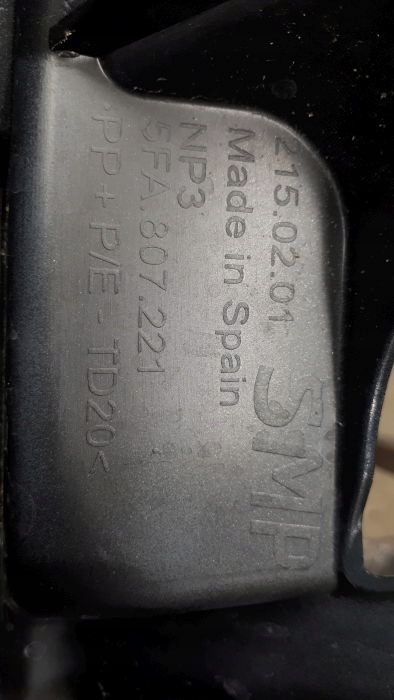 215.02.01 SMP
Made in Spain
NP3
5FA.807.221
PP + P/E - TD20<